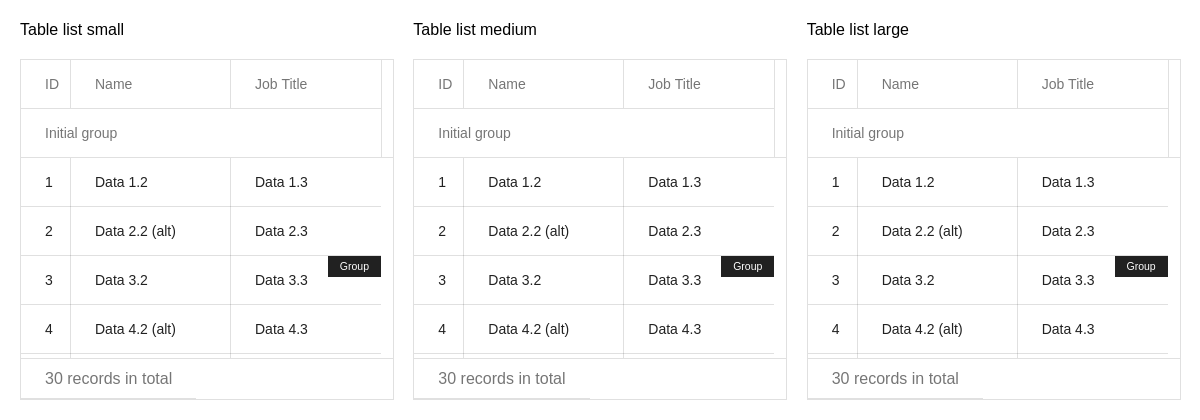 Table list small
ID Name Job Title
Initial group
1 Data 1.2 Data 1.3
2 Data 2.2 (alt) Data 2.3
Group
3 Data 3.2 Data 3.3
4 Data 4.2 (alt) Data 4.3
30 records in total
Table list medium
ID Name Job Title
Initial group
1 Data 1.2 Data 1.3
2 Data 2.2 (alt) Data 2.3
Group
3 Data 3.2 Data 3.3
4 Data 4.2 (alt) Data 4.3
30 records in total
Table list large
ID Name Job Title
Initial group
1 Data 1.2 Data 1.3
2 Data 2.2 (alt) Data 2.3
Group
3 Data 3.2 Data 3.3
4 Data 4.2 (alt) Data 4.3
30 records in total